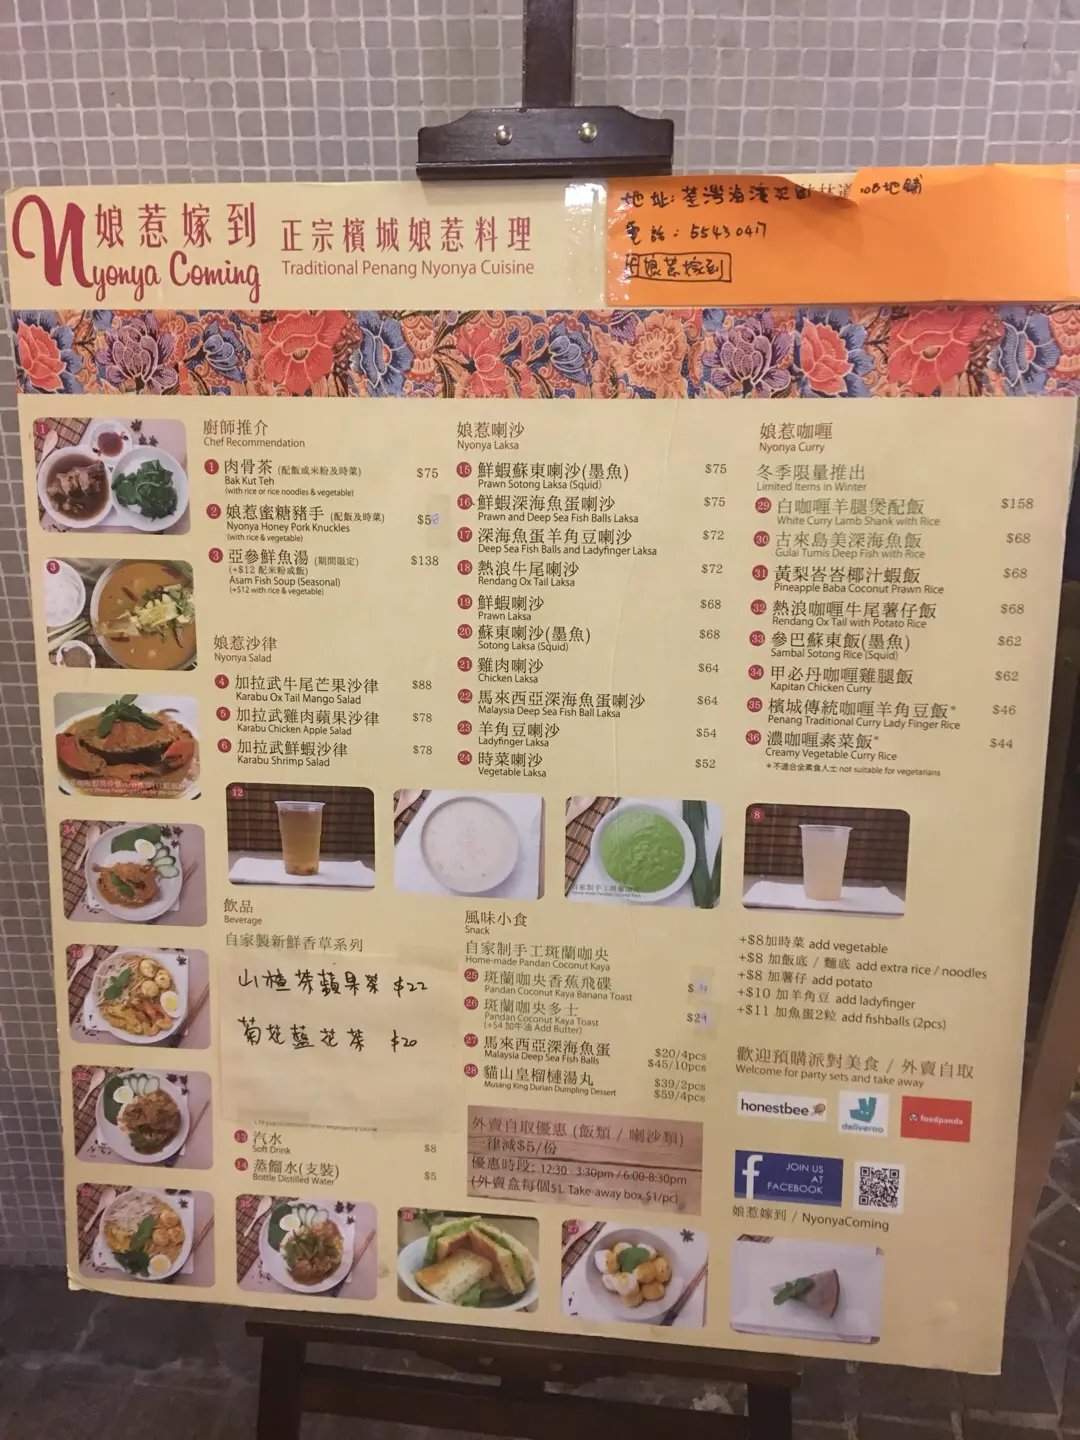 娘惹嫁到
Nyonya Coming
正宗檳城娘惹料理
Traditional Penang Nyonya Cuisine
地址: 荃灣海濱花園 108地鋪
電話: 55430417
娘惹嫁到
廚師推介
Chef Recommendation
1 肉骨茶 (配飯或米粉及時菜) $75
Bak Kut Teh
(with rice or rice noodles & vegetable)
2 娘惹蜜糖豬手 (配飯及時菜)
Nyonya Honey Pork Knuckles
(with rice & vegetable)
3 亞參鮮魚湯 (期間限定) $138
(+$12 配米粉或飯)
Asam Fish Soup (Seasonal)
(+$12 with rice & vegetable)
娘惹沙律
Nyonya Salad
4 加拉武牛尾芒果沙律 $88
Karabu Ox Tail Mango Salad
5 加拉武雞肉蘋果沙律 $78
Karabu Chicken Apple Salad
6 加拉武鮮蝦沙律 $78
Karabu Shrimp Salad
娘惹喇沙
Nyonya Laksa
15 鮮蝦蘇東喇沙(墨魚) $75
Prawn Sotong Laksa (Squid)
16 鮮蝦深海魚蛋喇沙 $75
Prawn and Deep Sea Fish Balls Laksa
17 深海魚蛋羊角豆喇沙 $72
Deep Sea Fish Balls and Ladyfinger Laksa
18 熱浪牛尾喇沙 $72
Rendang Ox Tail Laksa
19 鮮蝦喇沙 $68
Prawn Laksa
20 蘇東喇沙(墨魚) $68
Sotong Laksa (Squid)
21 雞肉喇沙 $64
Chicken Laksa
22 馬來西亞深海魚蛋喇沙 $64
Malaysia Deep Sea Fish Ball Laksa
23 羊角豆喇沙 $54
Ladyfinger Laksa
24 時菜喇沙 $52
Vegetable Laksa
娘惹咖喱
Nyonya Curry
冬季限量推出
Limited Items in Winter
29 白咖喱羊腿煲配飯 $158
White Curry Lamb Shank with Rice
30 古來島美深海魚飯 $68
Gulai Tumis Deep Fish with Rice
31 黃梨峇峇椰汁蝦飯 $68
Pineapple Baba Coconut Prawn Rice
32 熱浪咖喱牛尾薯仔飯 $68
Rendang Ox Tail with Potato Rice
33 參巴蘇東飯(墨魚) $62
Sambal Sotong Rice (Squid)
34 甲必丹咖喱雞腿飯 $62
Kapitan Chicken Curry
35 檳城傳統咖喱羊角豆飯* $46
Penang Traditional Curry Lady Finger Rice
36 濃咖喱素菜飯* $44
Creamy Vegetable Curry Rice
*不適合全素食人士 not suitable for vegetarians
飲品
Beverage
自家製新鮮香草系列
山楂茶蘋果茶 $22
菊花藍花茶 $20
13 汽水 $8
Soft Drink
14 蒸餾水(支裝) $5
Bottle Distilled Water
風味小食
Snack
自家制手工斑蘭咖央
Home-made Pandan Coconut Kaya
25 斑蘭咖央香蕉飛碟
Pandan Coconut Kaya Banana Toast
26 斑蘭咖央多士
Pandan Coconut Kaya Toast
(+$4 加牛油 Add Butter)
27 馬來西亞深海魚蛋 $20/4pcs
Malaysia Deep Sea Fish Balls $45/10pcs
28 貓山皇榴槤湯丸 $39/2pcs
Musang King Durian Dumpling Dessert $59/4pcs
外賣自取優惠 (飯類 / 喇沙類)
一律減$5/份
優惠時段: 12:30 3:30pm / 6:00-8:30pm
(外賣盒每個$1 Take-away box $1/pc)
+$8加時菜 add vegetable
+$8 加飯底 / 麵底 add extra rice / noodles
+$8 加薯仔 add potato
+$10 加羊角豆 add ladyfinger
+$11 加魚蛋2粒 add fishballs (2pcs)
歡迎預購派對美食 / 外賣自取
Welcome for party sets and take away
honestbee
deliveroo
foodpanda
JOIN US
AT
FACEBOOK
娘惹嫁到 / NyonyaComing